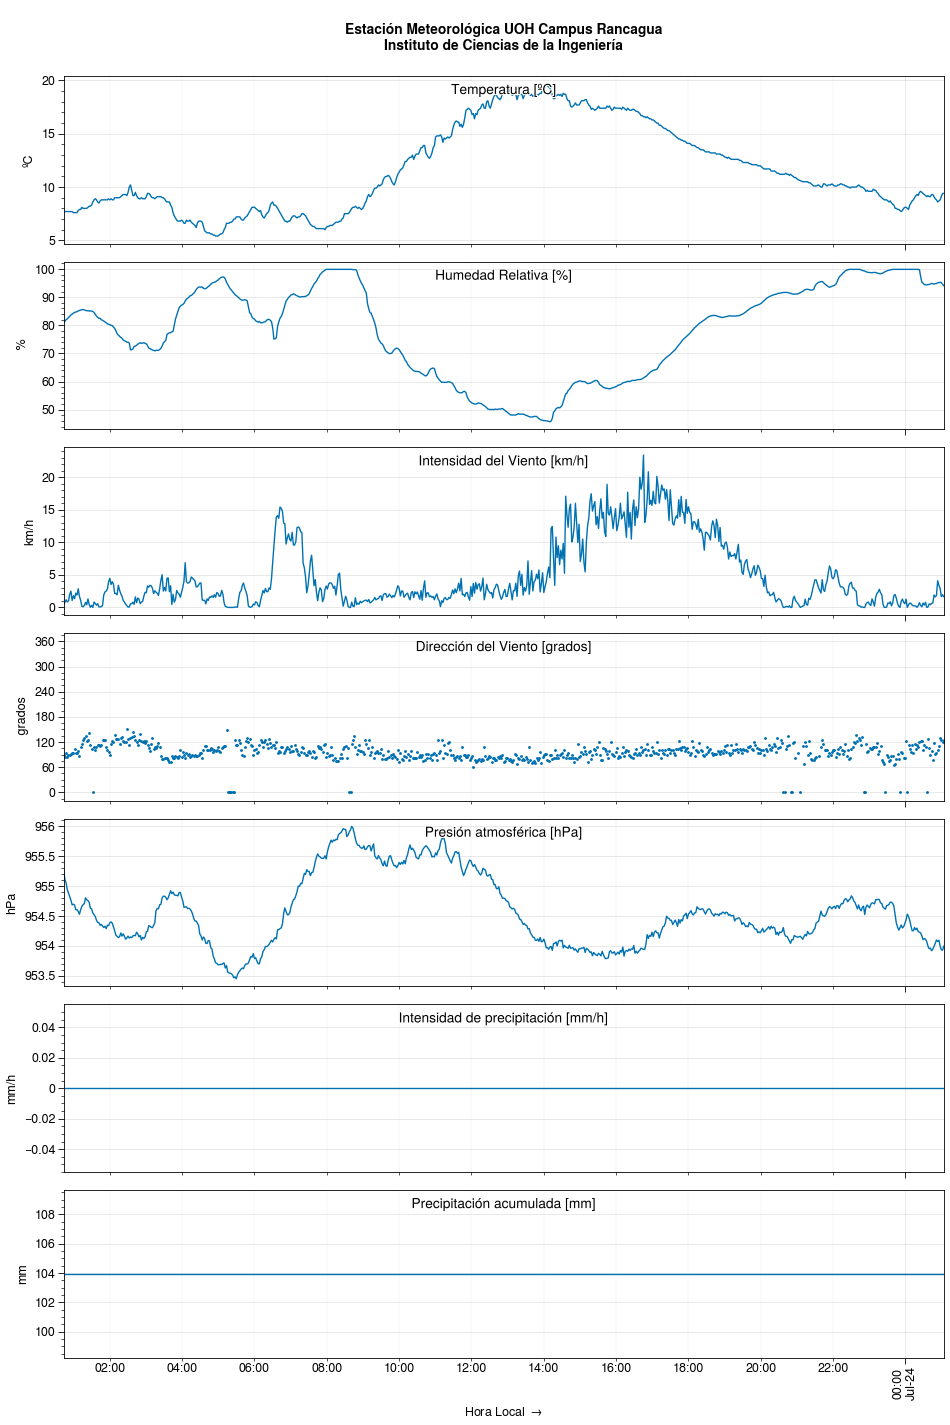 Estación Meteorológica UOH Campus Rancagua
Instituto de Ciencias de la Ingeniería
Temperatura [ºC]
ºC
20
15
10
5
Humedad Relativa [%]
%
100
90
80
70
60
50
Intensidad del Viento [km/h]
km/h
20
15
10
5
0
Dirección del Viento [grados]
grados
360
300
240
180
120
60
0
Presión atmosférica [hPa]
hPa
956
955.5
955
954.5
954
953.5
Intensidad de precipitación [mm/h]
mm/h
0.04
0.02
0
−0.02
−0.04
Precipitación acumulada [mm]
mm
108
106
104
102
100
02:00 04:00 06:00 08:00 10:00 12:00 14:00 16:00 18:00 20:00 22:00 00:00
Jul-24
Hora Local →